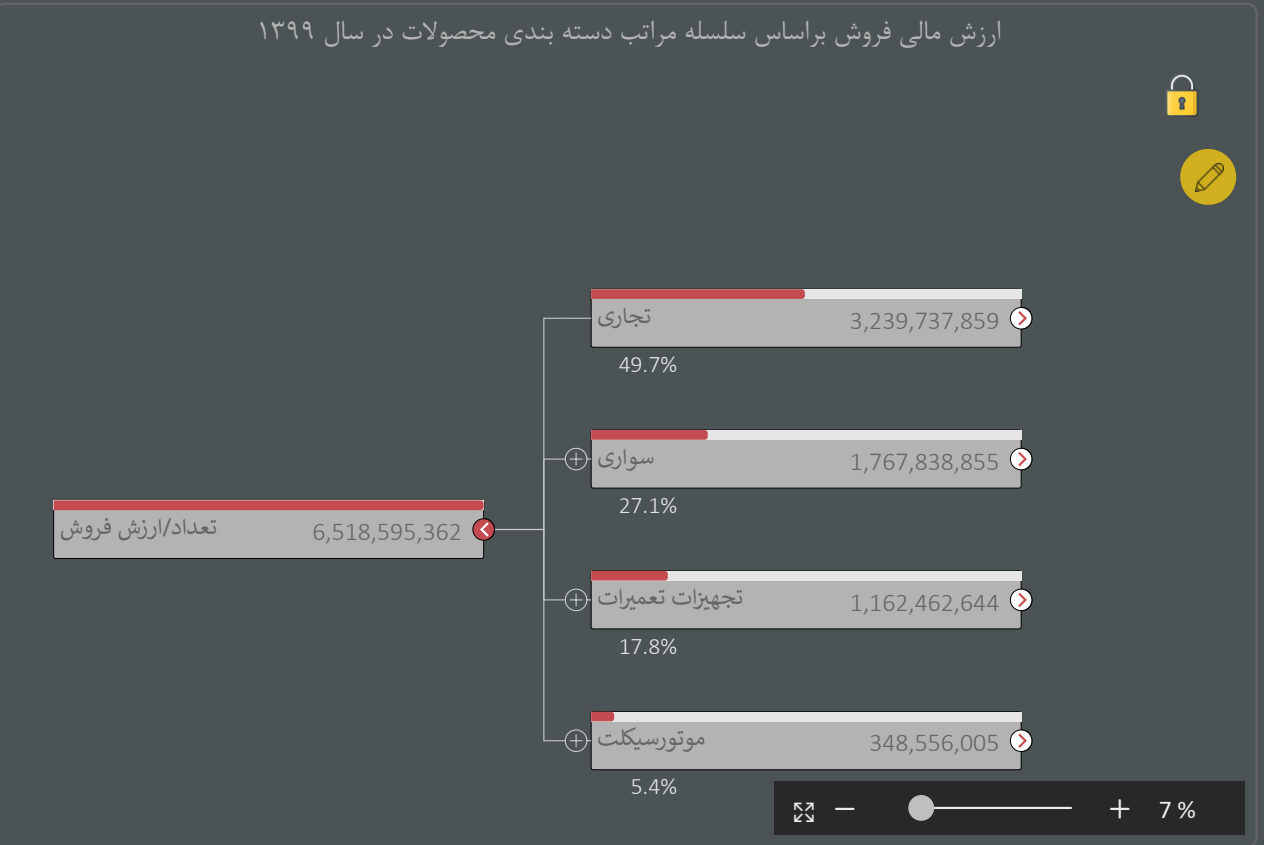 ارزش مالی فروش براساس سلسله مراتب دسته بندی محصولات در سال ۱۳۹۹
تجاری 3,239,737,859
49.7%
سواری 1,767,838,855
27.1%
تعداد/ارزش فروش 6,518,595,362
تجهیزات تعمیرات 1,162,462,644
17.8%
موتورسیکلت 348,556,005
5.4%
7 %